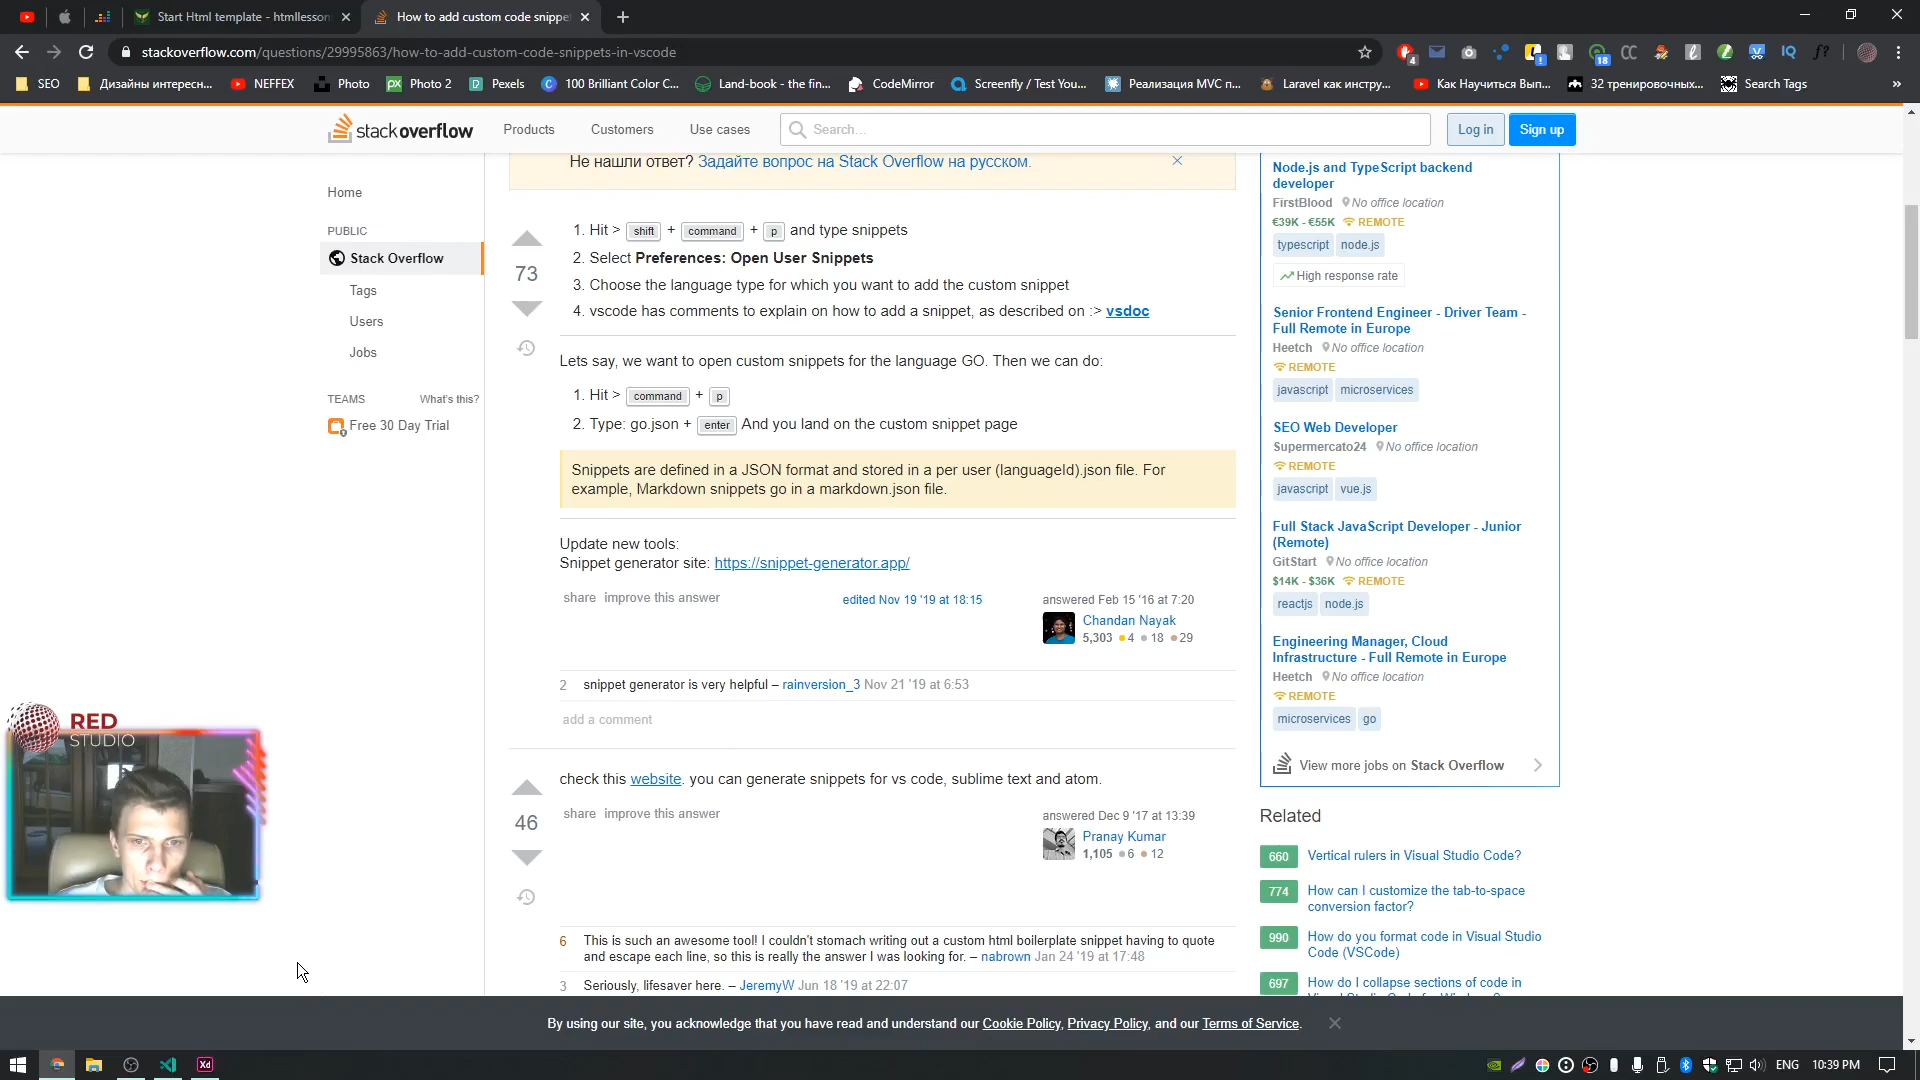 Start Html template - htmllesson
How to add custom code snippe
stackoverflow.com/questions/29995863/how-to-add-custom-code-snippets-in-vscode
4
18
SEO
Дизайны интересн...
NEFFEX
Photo
Photo 2
Pexels
100 Brilliant Color C...
Land-book - the fin...
CodeMirror
Screenfly / Test You...
Реализация MVC п...
Laravel как инстру...
Как Научиться Вып...
32 тренировочных...
Search Tags
»
stackoverflow
Products
Customers
Use cases
Search...
Log in
Sign up
Home
PUBLIC
Stack Overflow
Tags
Users
Jobs
TEAMS What's this?
Free 30 Day Trial
Не нашли ответ? Задайте вопрос на Stack Overflow на русском.
73
1. Hit > shift + command + p and type snippets
2. Select Preferences: Open User Snippets
3. Choose the language type for which you want to add the custom snippet
4. vscode has comments to explain on how to add a snippet, as described on :> vsdoc
Lets say, we want to open custom snippets for the language GO. Then we can do:
1. Hit > command + p
2. Type: go.json + enter And you land on the custom snippet page
Snippets are defined in a JSON format and stored in a per user (languageId).json file. For
example, Markdown snippets go in a markdown.json file.
Update new tools:
Snippet generator site: https://snippet-generator.app/
share improve this answer
edited Nov 19 '19 at 18:15
answered Feb 15 '16 at 7:20
Chandan Nayak
5,303 4 18 29
2 snippet generator is very helpful – rainversion_3 Nov 21 '19 at 6:53
add a comment
46
check this website. you can generate snippets for vs code, sublime text and atom.
share improve this answer
answered Dec 9 '17 at 13:39
Pranay Kumar
1,105 6 12
6 This is such an awesome tool! I couldn't stomach writing out a custom html boilerplate snippet having to quote
and escape each line, so this is really the answer I was looking for. – nabrown Jan 24 '19 at 17:48
3 Seriously, lifesaver here. – JeremyW Jun 18 '19 at 22:07
Node.js and TypeScript backend
developer
FirstBlood No office location
€39K - €55K REMOTE
typescript node.js
High response rate
Senior Frontend Engineer - Driver Team -
Full Remote in Europe
Heetch No office location
REMOTE
javascript microservices
SEO Web Developer
Supermercato24 No office location
REMOTE
javascript vue.js
Full Stack JavaScript Developer - Junior
(Remote)
GitStart No office location
$14K - $36K REMOTE
reactjs node.js
Engineering Manager, Cloud
Infrastructure - Full Remote in Europe
Heetch No office location
REMOTE
microservices go
View more jobs on Stack Overflow
Related
660 Vertical rulers in Visual Studio Code?
774 How can I customize the tab-to-space
conversion factor?
990 How do you format code in Visual Studio
Code (VSCode)
697 How do I collapse sections of code in
RED
STUDIO
By using our site, you acknowledge that you have read and understand our Cookie Policy, Privacy Policy, and our Terms of Service.
Xd
ENG
10:39 PM